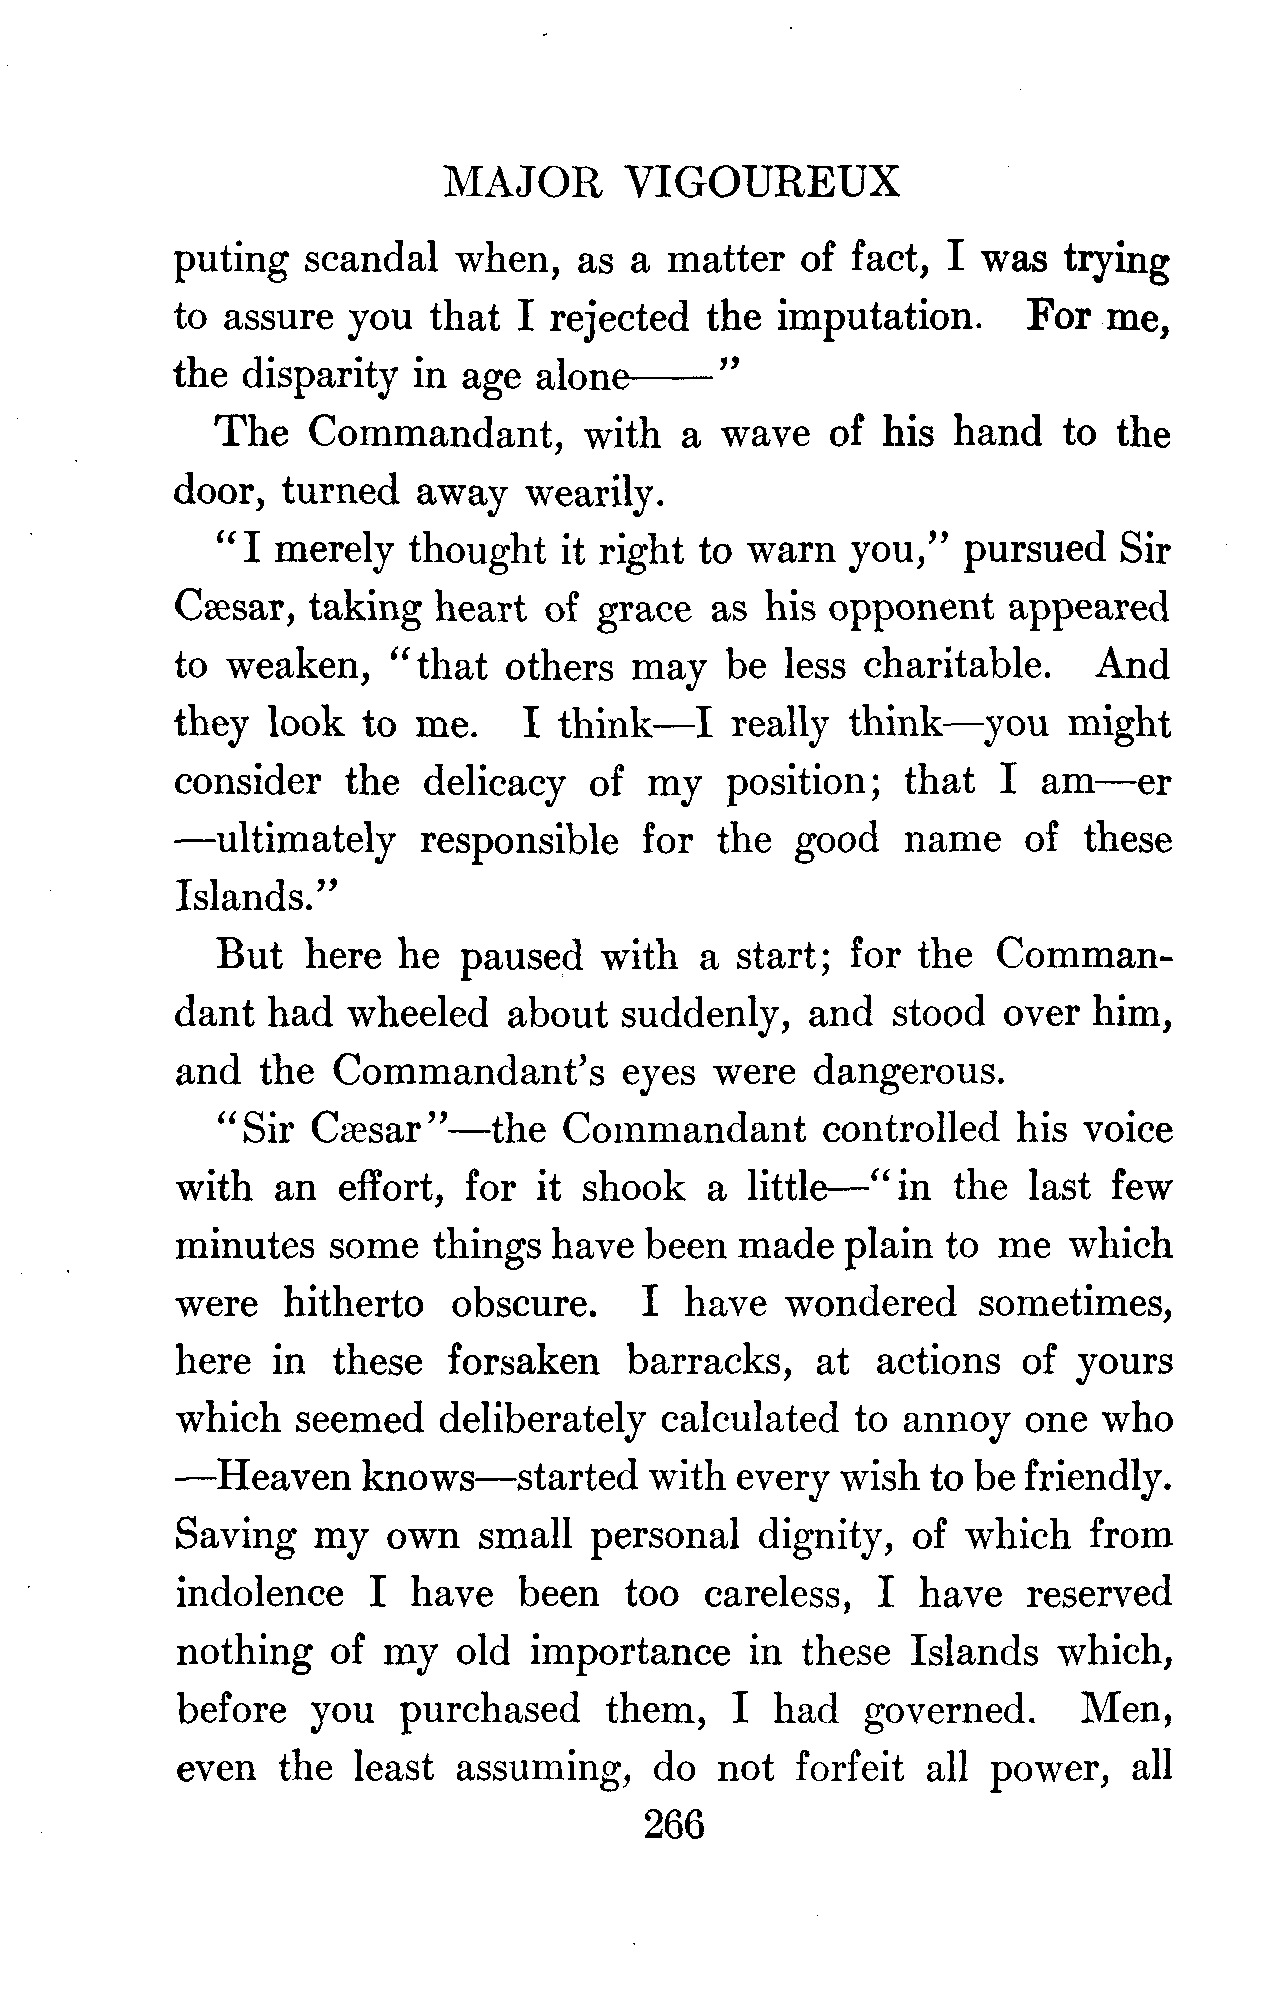 MAJOR VIGOUREUX
puting scandal when, as a matter of fact, I was trying
to assure you that I rejected the imputation. For me,
the disparity in age alone——"
The Commandant, with a wave of his hand to the
door, turned away wearily.
"I merely thought it right to warn you," pursued Sir
Cæsar, taking heart of grace as his opponent appeared
to weaken, "that others may be less charitable. And
they look to me. I think—I really think—you might
consider the delicacy of my position; that I am—er
—ultimately responsible for the good name of these
Islands."
But here he paused with a start; for the Comman-
dant had wheeled about suddenly, and stood over him,
and the Commandant's eyes were dangerous.
"Sir Cæsar"—the Commandant controlled his voice
with an effort, for it shook a little—"in the last few
minutes some things have been made plain to me which
were hitherto obscure. I have wondered sometimes,
here in these forsaken barracks, at actions of yours
which seemed deliberately calculated to annoy one who
—Heaven knows—started with every wish to be friendly.
Saving my own small personal dignity, of which from
indolence I have been too careless, I have reserved
nothing of my old importance in these Islands which,
before you purchased them, I had governed. Men,
even the least assuming, do not forfeit all power, all
266